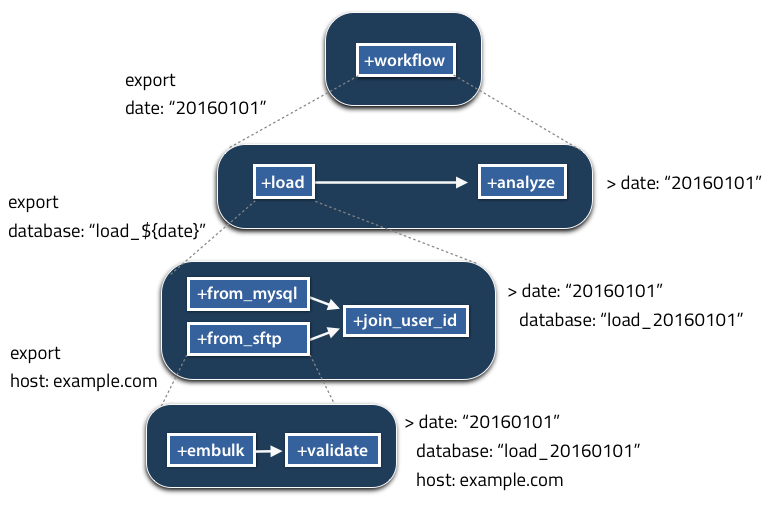 +workflow
export
date: “20160101”
+load
+analyze
> date: “20160101”
export
database: “load_${date}”
+from_mysql
+from_sftp
+join_user_id
> date: “20160101”
database: “load_20160101”
export
host: example.com
+embulk
+validate
> date: “20160101”
database: “load_20160101”
host: example.com